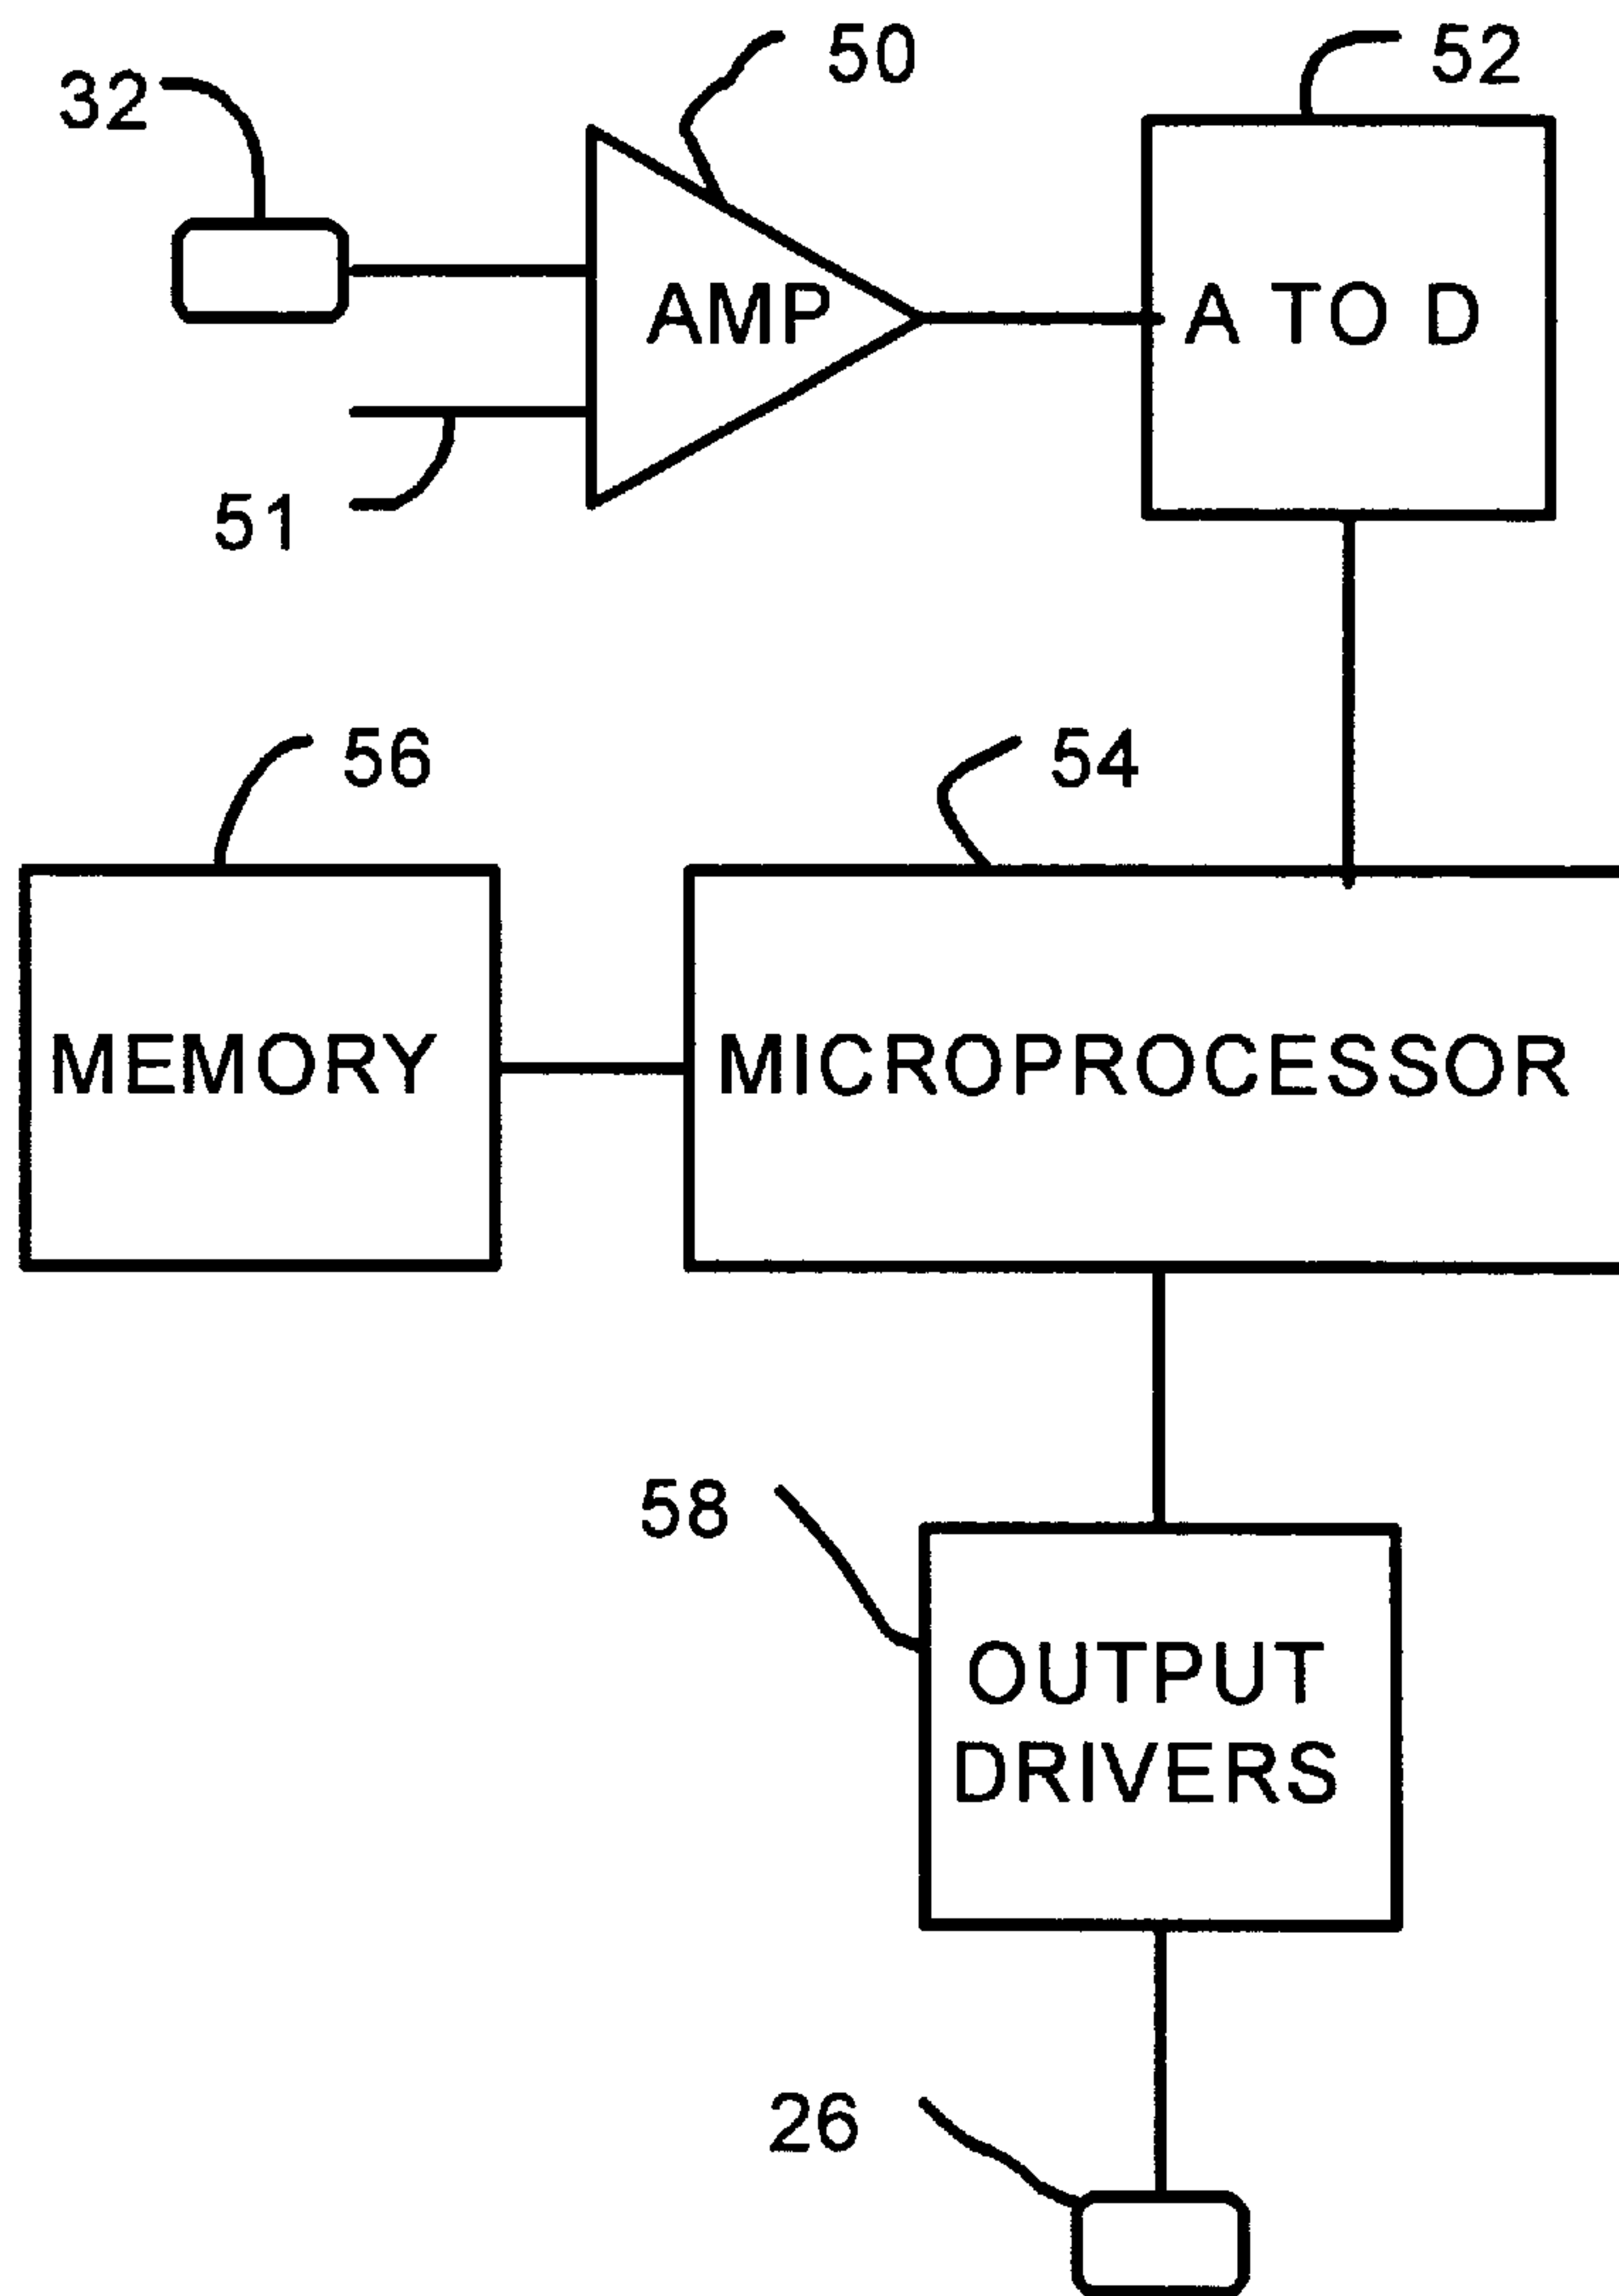 50
52
32
AMP
A TO D
51
56
54
MEMORY
MICROPROCESSOR
58
OUTPUT
DRIVERS
26